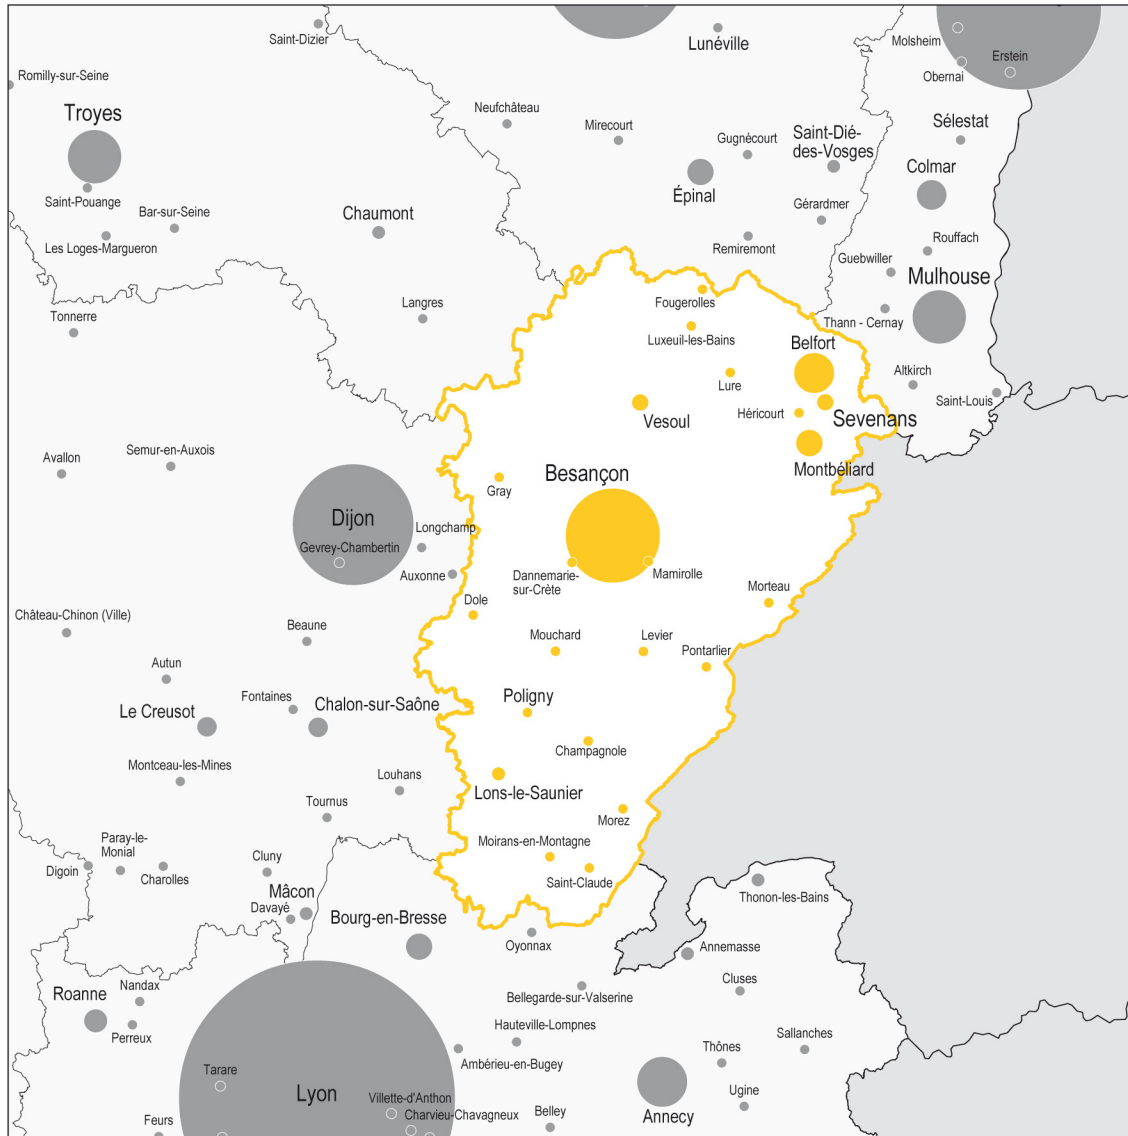 Saint-Dizier
Lunéville
Molsheim
Erstein
Obernai
Romilly-sur-Seine
Troyes
Neufchâteau
Mirecourt
Gugnécourt
Saint-Dié-
des-Vosges
Sélestat
Colmar
Épinal
Saint-Pouange
Bar-sur-Seine
Chaumont
Gérardmer
Les Loges-Margueron
Remiremont
Rouffach
Guebwiller
Mulhouse
Langres
Fougerolles
Tonnerre
Thann - Cernay
Luxeuil-les-Bains
Belfort
Lure
Altkirch
Saint-Louis
Héricourt
Vesoul
Sevenans
Avallon
Semur-en-Auxois
Montbéliard
Besançon
Gray
Dijon
Longchamp
Gevrey-Chambertin
Auxonne
Dannemarie-
sur-Crète
Mamirolle
Morteau
Dole
Château-Chinon (Ville)
Beaune
Mouchard
Levier
Pontarlier
Autun
Fontaines
Poligny
Le Creusot
Chalon-sur-Saône
Champagnole
Montceau-les-Mines
Louhans
Lons-le-Saunier
Tournus
Morez
Paray-le-
Monial
Moirans-en-Montagne
Digoin
Charolles
Cluny
Saint-Claude
Mâcon
Thonon-les-Bains
Davayé
Bourg-en-Bresse
Oyonnax
Annemasse
Nandax
Cluses
Roanne
Bellegarde-sur-Valserine
Perreux
Hauteville-Lompnes
Sallanches
Ambérieu-en-Bugey
Thônes
Tarare
Lyon
Ugine
Villette-d'Anthon
Charvieu-Chavagneux
Belley
Annecy
Feurs